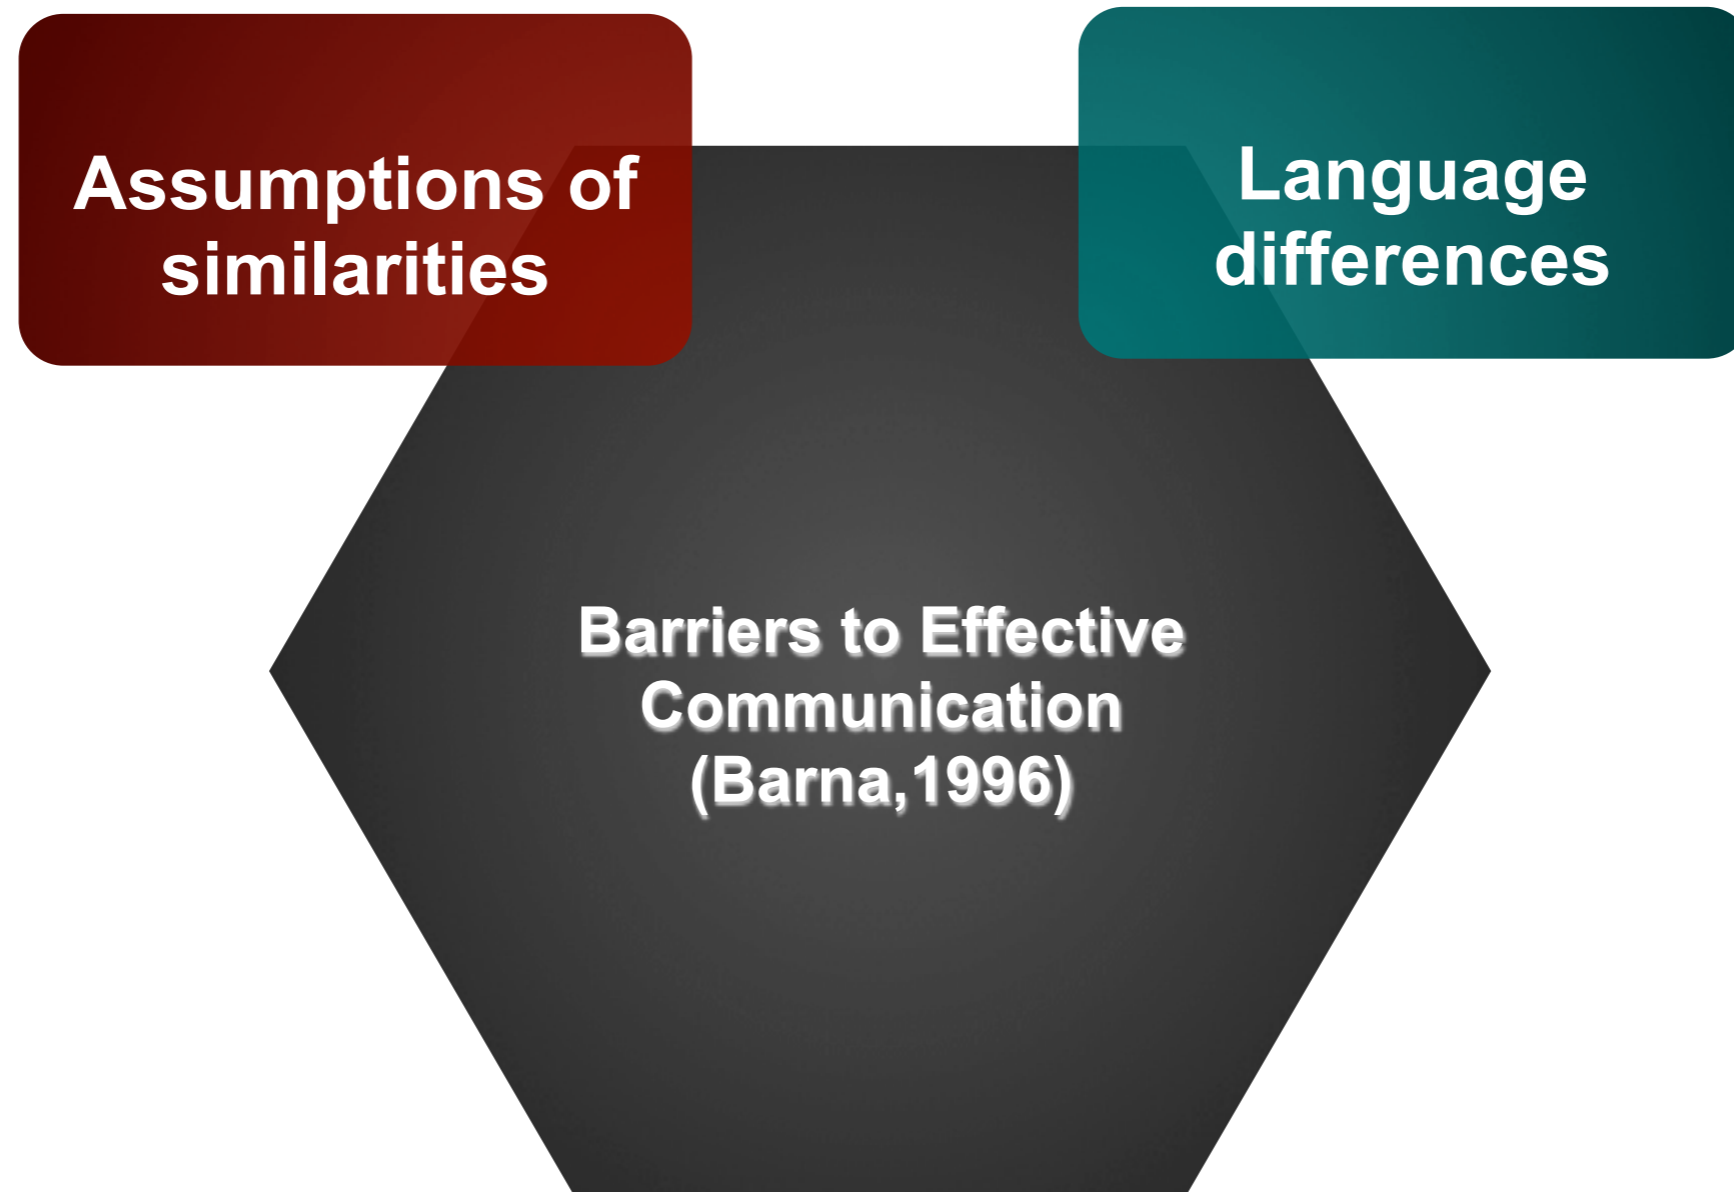 Assumptions of
similarities
Language
differences
Barriers to Effective
Communication
(Barna,1996)